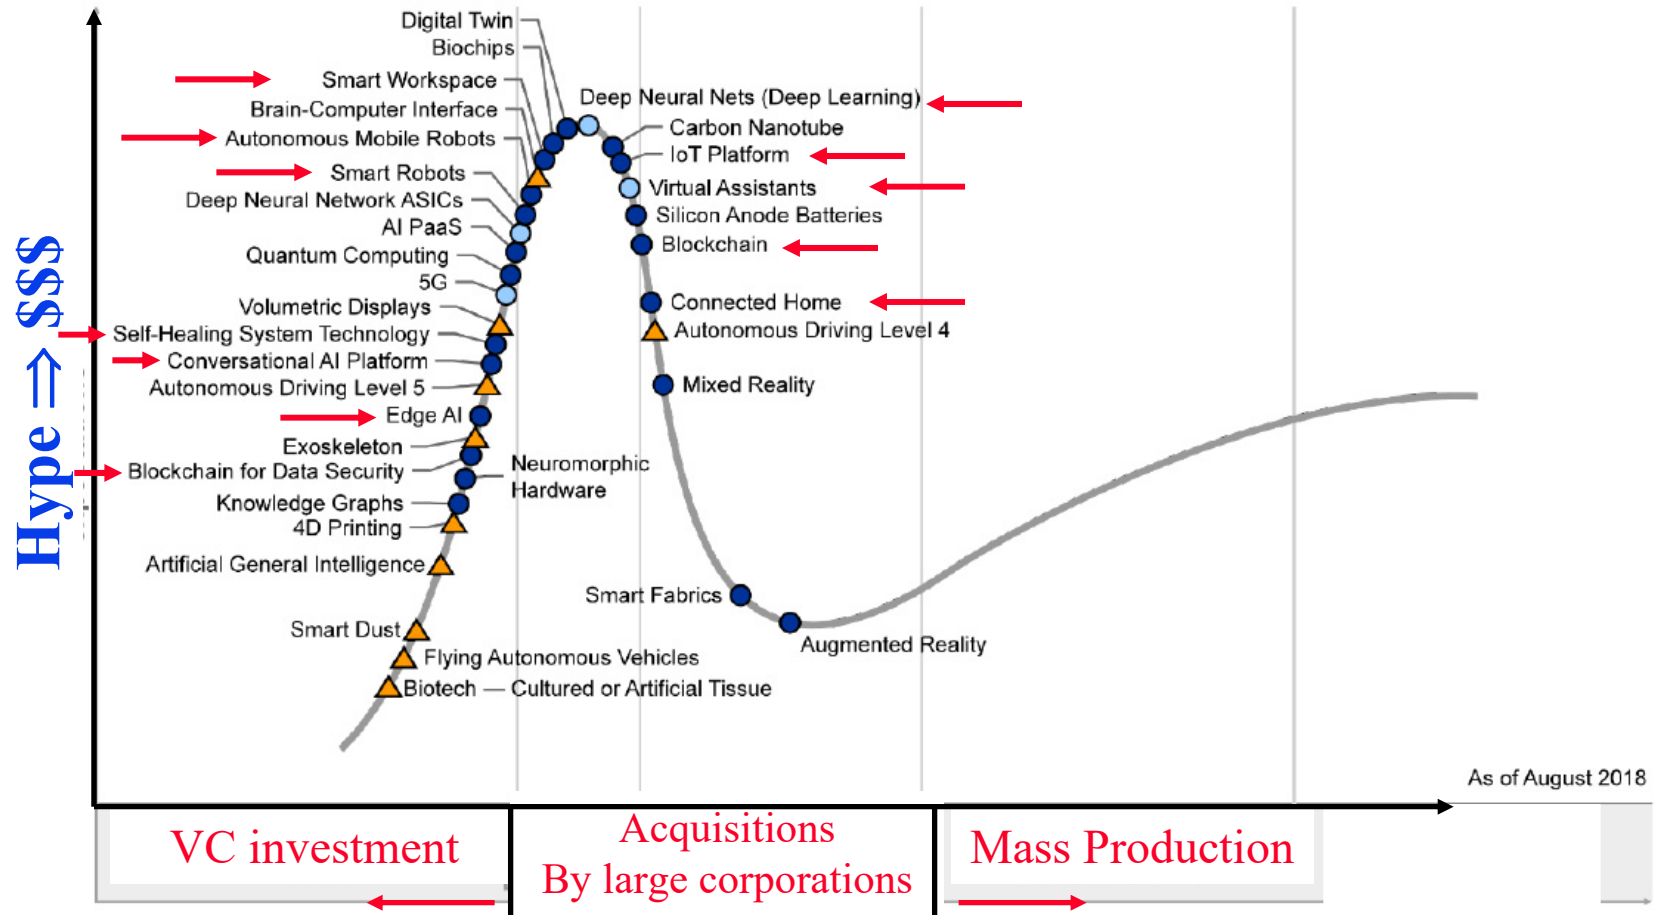 Digital Twin
Biochips
Smart Workspace
Brain-Computer Interface
Autonomous Mobile Robots
Smart Robots
Deep Neural Network ASICs
AI PaaS
Quantum Computing
5G
Volumetric Displays
Self-Healing System Technology
Conversational AI Platform
Autonomous Driving Level 5
Edge AI
Exoskeleton
Blockchain for Data Security
Neuromorphic
Hardware
Knowledge Graphs
4D Printing
Artificial General Intelligence
Smart Dust
Flying Autonomous Vehicles
Biotech — Cultured or Artificial Tissue
Deep Neural Nets (Deep Learning)
Carbon Nanotube
IoT Platform
Virtual Assistants
Silicon Anode Batteries
Blockchain
Connected Home
Autonomous Driving Level 4
Mixed Reality
Smart Fabrics
Augmented Reality
Hype ⇒ $$$
As of August 2018
VC investment
Acquisitions
By large corporations
Mass Production